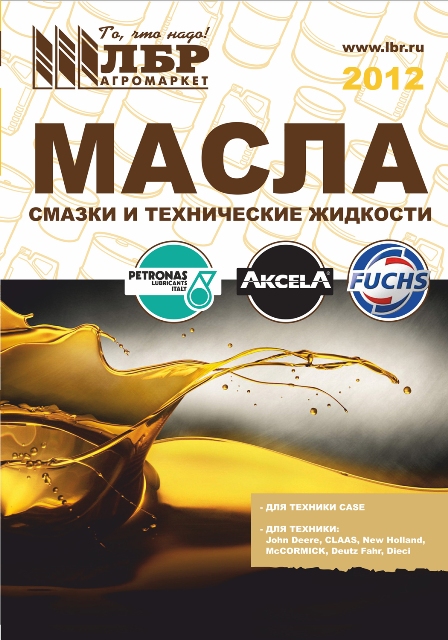 То, что надо!
ЛБР
АГРОМАРКЕТ
www.lbr.ru
2012
МАСЛА
СМАЗКИ И ТЕХНИЧЕСКИЕ ЖИДКОСТИ
PETRONAS
LUBRICANTS
ITALY
AKCELA
FUCHS
- ДЛЯ ТЕХНИКИ CASE
- ДЛЯ ТЕХНИКИ:
John Deere, CLAAS, New Holland,
McCORMICK, Deutz Fahr, Dieci